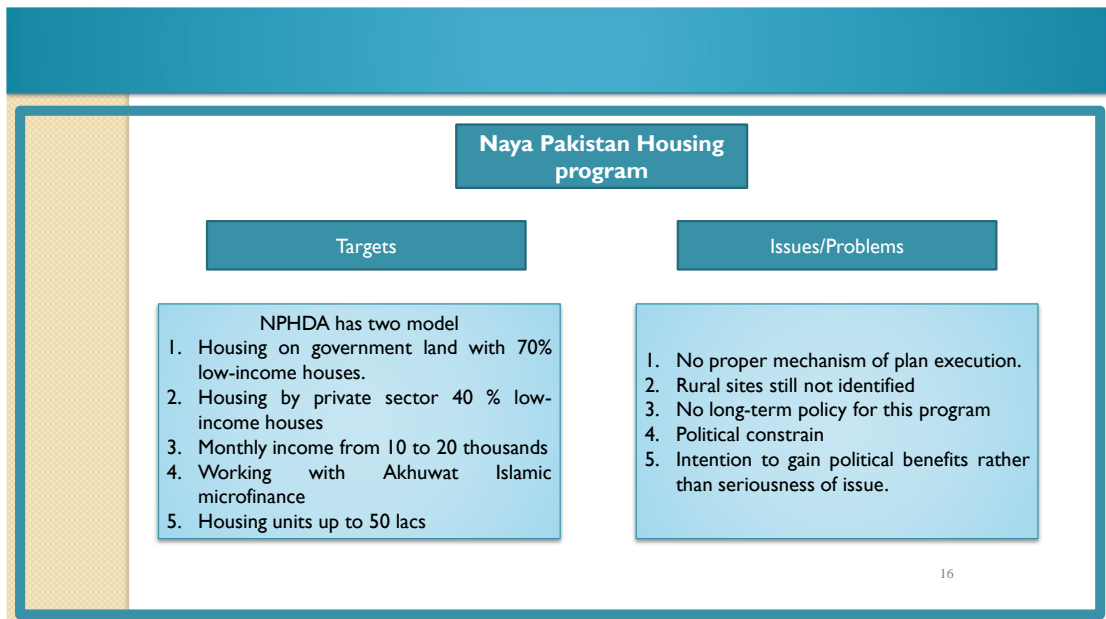 Naya Pakistan Housing
program
Targets
NPHDA has two model
1. Housing on government land with 70%
low-income houses.
2. Housing by private sector 40 % low-
income houses
3. Monthly income from 10 to 20 thousands
4. Working with Akhuwat Islamic
microfinance
5. Housing units up to 50 lacs
Issues/Problems
1. No proper mechanism of plan execution.
2. Rural sites still not identified
3. No long-term policy for this program
4. Political constrain
5. Intention to gain political benefits rather
than seriousness of issue.
16